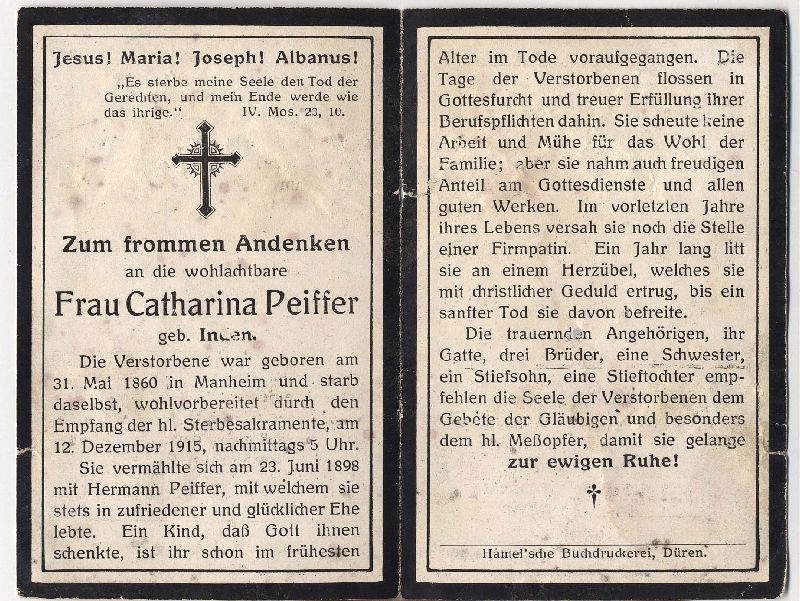 Jesus! Maria! Joseph! Albanus!
„Es sterbe meine Seele den Tod der
Gerechten, und mein Ende werde wie
das ihrige.“ IV. Mos. 23, 10.
Zum frommen Andenken
an die wohlachtbare
Frau Catharina Peiffer
geb. Inden.
Die Verstorbene war geboren am
31. Mai 1860 in Manheim und starb
daselbst, wohlvorbereitet durch den
Empfang der hl. Sterbesakramente, am
12. Dezember 1915, nachmittags 5 Uhr.
Sie vermählte sich am 23. Juni 1898
mit Hermann Peiffer, mit welchem sie
stets in zufriedener und glücklicher Ehe
lebte. Ein Kind, daß Gott ihnen
schenkte, ist ihr schon im frühesten
Alter im Tode voraufgegangen. Die
Tage der Verstorbenen flossen in
Gottesfurcht und treuer Erfüllung ihrer
Berufspflichten dahin. Sie scheute keine
Arbeit und Mühe für das Wohl der
Familie; aber sie nahm auch freudigen
Anteil am Gottesdienste und allen
guten Werken. Im vorletzten Jahre
ihres Lebens versah sie noch die Stelle
einer Firmpatin. Ein Jahr lang litt
sie an einem Herzübel, welches sie
mit christlicher Geduld ertrug, bis ein
sanfter Tod sie davon befreite.
Die trauernden Angehörigen, ihr
Gatte, drei Brüder, eine Schwester,
ein Stiefsohn, eine Stieftochter emp-
fehlen die Seele der Verstorbenen dem
Gebete der Gläubigen und besonders
dem hl. Meßopfer, damit sie gelange
zur ewigen Ruhe!
Hamel'sche Buchdruckerei, Düren.